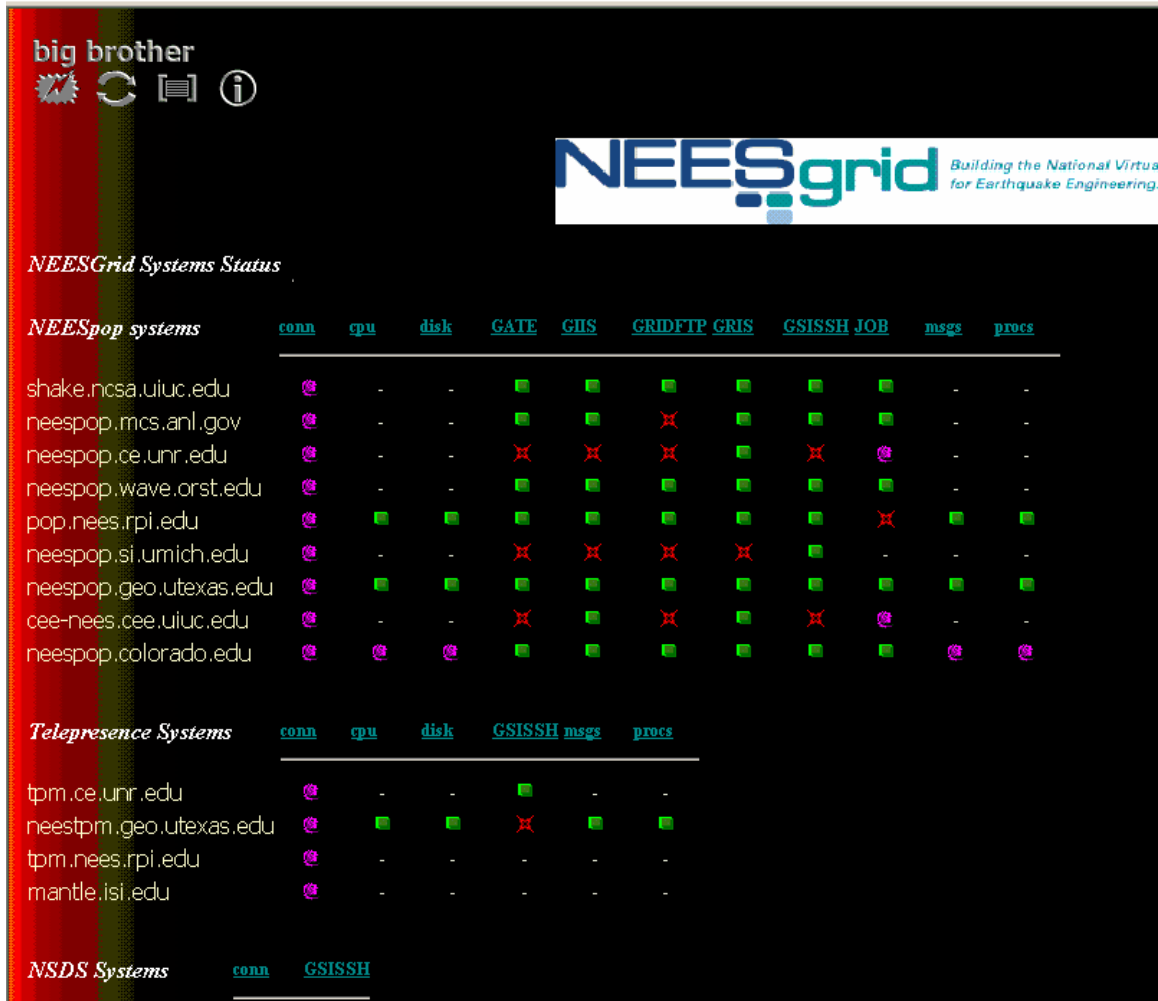 big brother
NEESgrid Building the National Virtua
for Earthquake Engineering.
NEESGrid Systems Status
NEESpop systems conn cpu disk GATE GIIS GRIDFTP GRIS GSISSH JOB msgs procs
shake.ncsa.uiuc.edu - - - -
neespop.mcs.anl.gov - - - -
neespop.ce.unr.edu - - - -
neespop.wave.orst.edu - - - -
pop.nees.rpi.edu
neespop.si.umich.edu - - - - -
neespop.geo.utexas.edu
cee-nees.cee.uiuc.edu - - - -
neespop.colorado.edu
Telepresence Systems conn cpu disk GSISSH msgs procs
tpm.ce.unr.edu - - - -
neestpm.geo.utexas.edu
tpm.nees.rpi.edu - - - - -
mantle.isi.edu - - - - -
NSDS Systems conn GSISSH